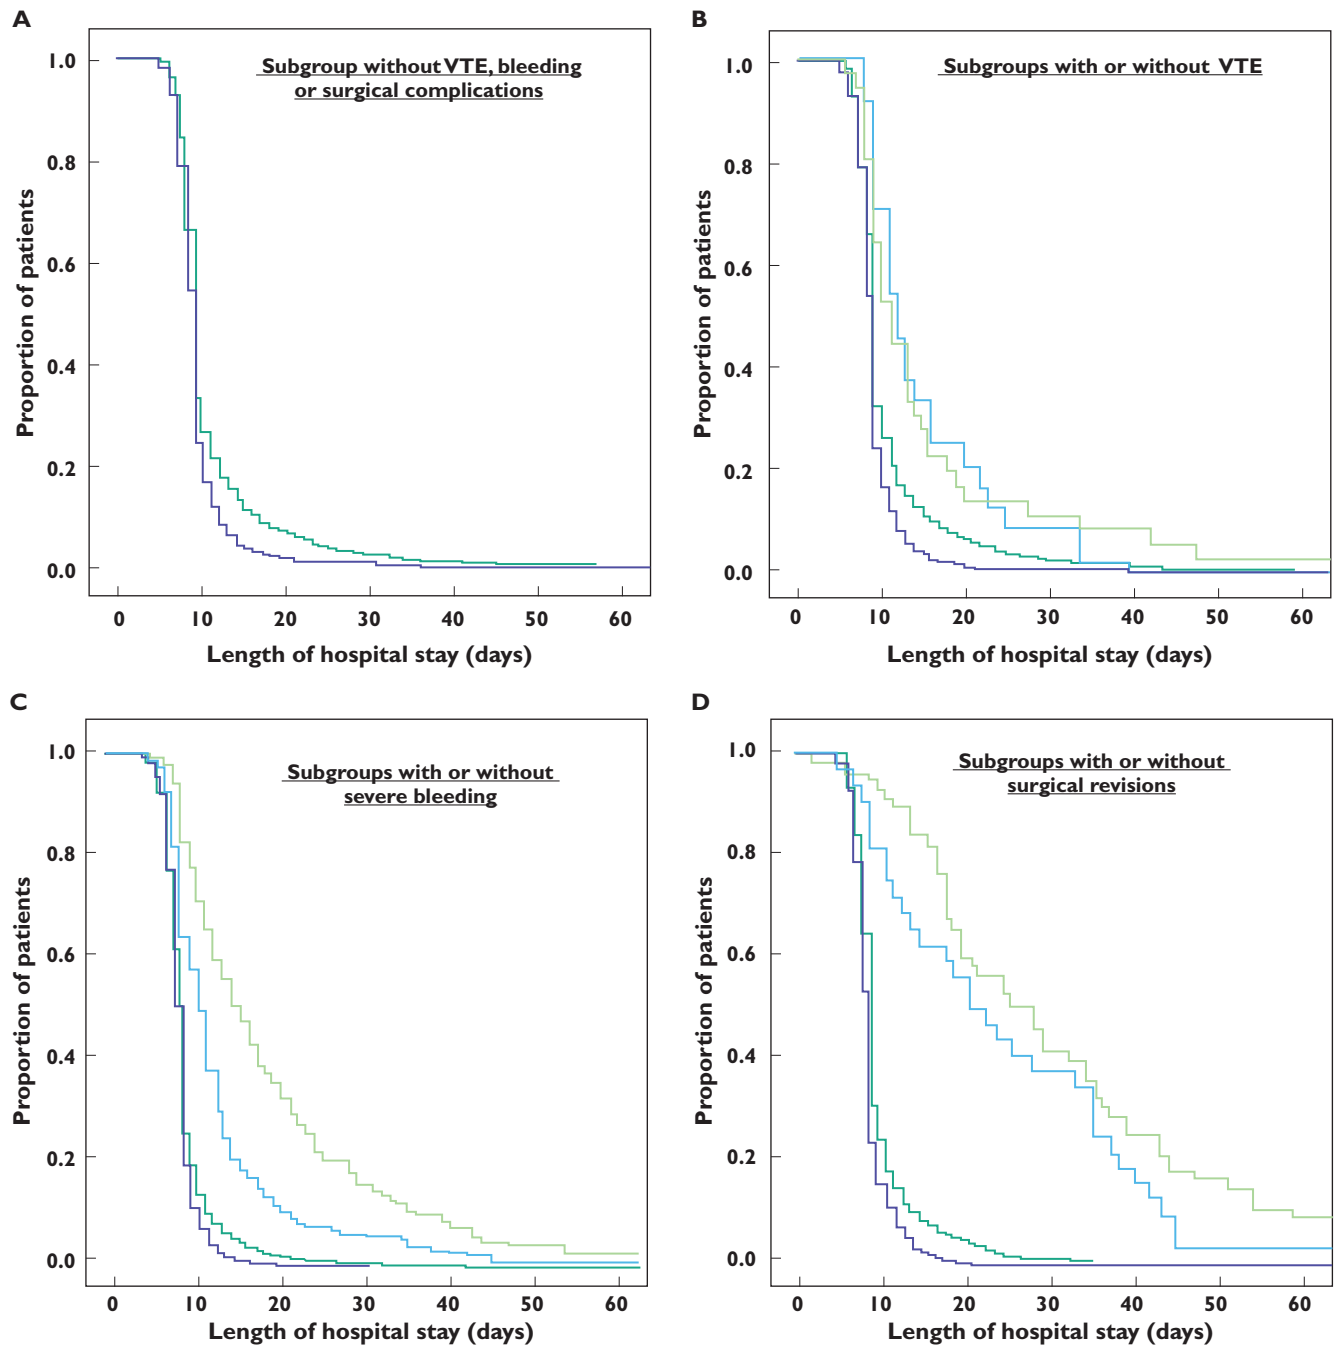 A
Subgroup without VTE, bleeding
or surgical complications
1.0
0.8
0.6
0.4
0.2
0.0
Proportion of patients
0 10 20 30 40 50 60
Length of hospital stay (days)
B
Subgroups with or without VTE
1.0
0.8
0.6
0.4
0.2
0.0
Proportion of patients
0 10 20 30 40 50 60
Length of hospital stay (days)
C
Subgroups with or without
severe bleeding
1.0
0.8
0.6
0.4
0.2
0.0
Proportion of patients
0 10 20 30 40 50 60
Length of hospital stay (days)
D
Subgroups with or without
surgical revisions
1.0
0.8
0.6
0.4
0.2
0.0
Proportion of patients
0 10 20 30 40 50 60
Length of hospital stay (days)